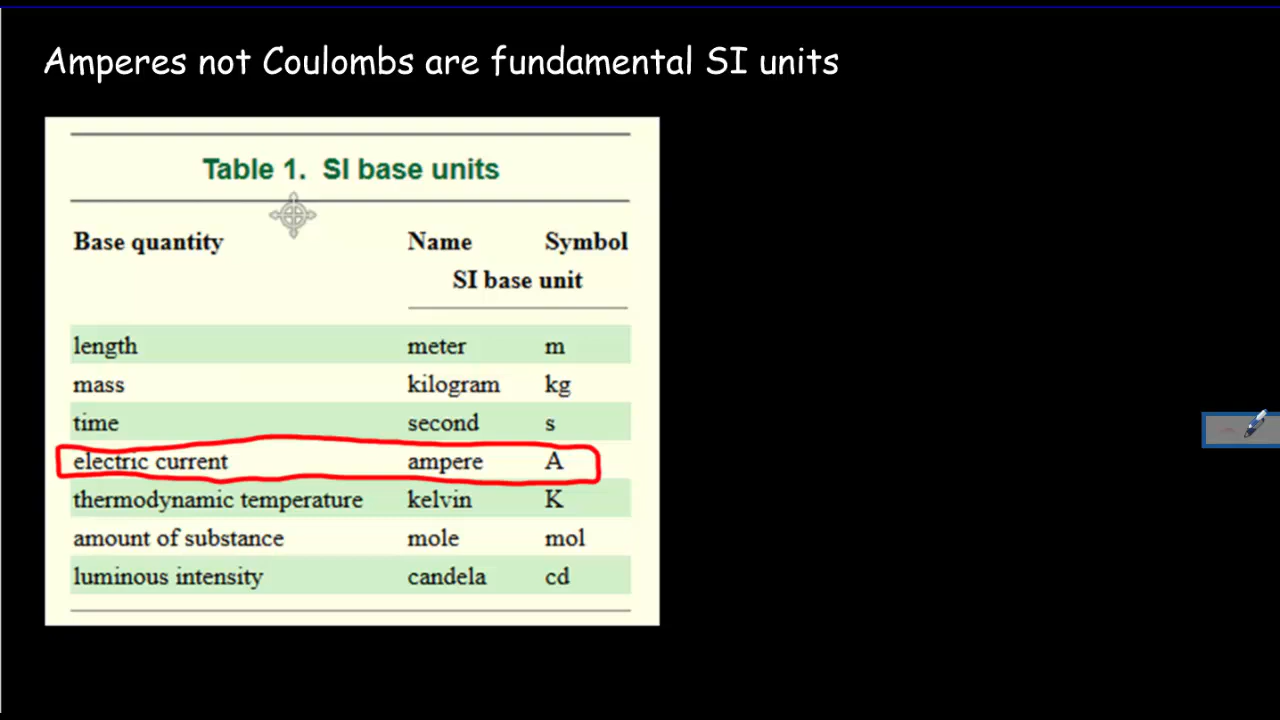 Amperes not Coulombs are fundamental SI units
Table 1. SI base units
Base quantity Name Symbol
SI base unit
length meter m
mass kilogram kg
time second s
electric current ampere A
thermodynamic temperature kelvin K
amount of substance mole mol
luminous intensity candela cd